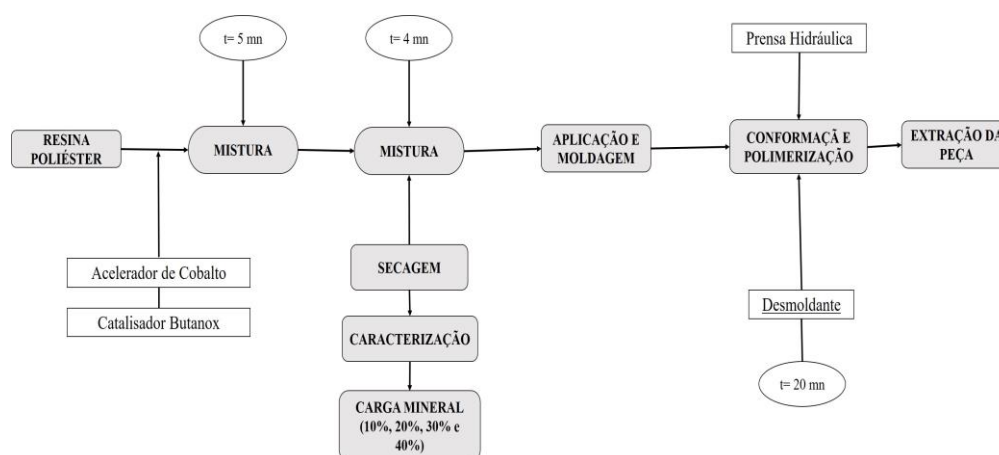 t= 5 mn
t= 4 mn
Prensa Hidráulica
RESINA
POLIÉSTER
MISTURA
MISTURA
APLICAÇÃO E
MOLDAGEM
CONFORMAÇÃ E
POLIMERIZAÇÃO
EXTRAÇÃO DA
PEÇA
Acelerador de Cobalto
Catalisador Butanox
SECAGEM
CARACTERIZAÇÃO
CARGA MINERAL
(10%, 20%, 30% e
40%)
Desmoldante
t= 20 mn